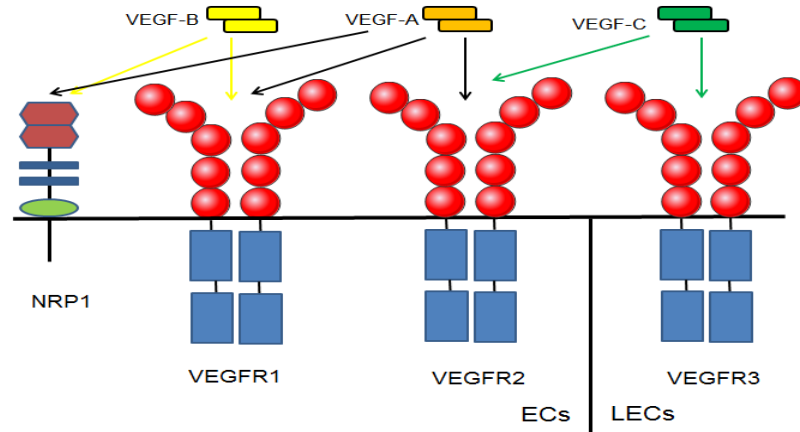 VEGF-B
VEGF-A
VEGF-C
NRP1
VEGFR1
VEGFR2
VEGFR3
ECs
LECs